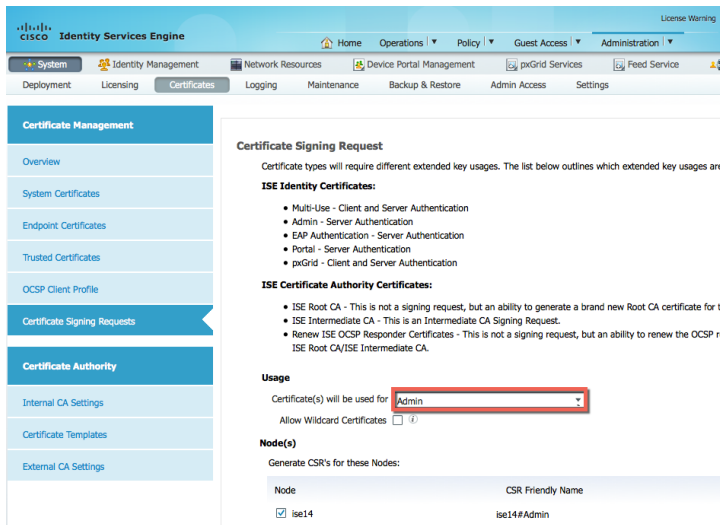 License Warning
CISCO Identity Services Engine
Home Operations Policy Guest Access Administration
System Identity Management Network Resources Device Portal Management pxGrid Services Feed Service
Deployment Licensing Certificates Logging Maintenance Backup & Restore Admin Access Settings
Certificate Management
Overview
System Certificates
Endpoint Certificates
Trusted Certificates
OCSP Client Profile
Certificate Signing Requests
Certificate Authority
Internal CA Settings
Certificate Templates
External CA Settings
Certificate Signing Request
Certificate types will require different extended key usages. The list below outlines which extended key usages are
ISE Identity Certificates:
• Multi-Use - Client and Server Authentication
• Admin - Server Authentication
• EAP Authentication - Server Authentication
• Portal - Server Authentication
• pxGrid - Client and Server Authentication
ISE Certificate Authority Certificates:
• ISE Root CA - This is not a signing request, but an ability to generate a brand new Root CA certificate for t
• ISE Intermediate CA - This is an Intermediate CA Signing Request.
• Renew ISE OCSP Responder Certificates - This is not a signing request, but an ability to renew the OCSP r
ISE Root CA/ISE Intermediate CA.
Usage
Certificate(s) will be used for Admin
Allow Wildcard Certificates
Node(s)
Generate CSR's for these Nodes:
Node CSR Friendly Name
ise14 ise14#Admin